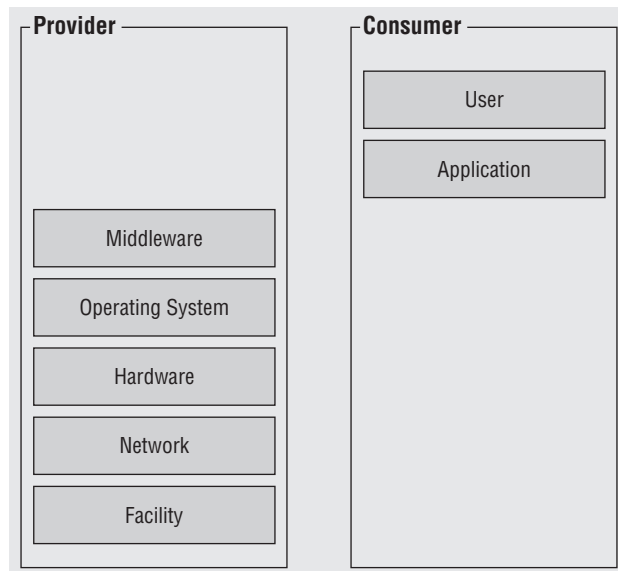 Provider
Middleware
Operating System
Hardware
Network
Facility
Consumer
User
Application